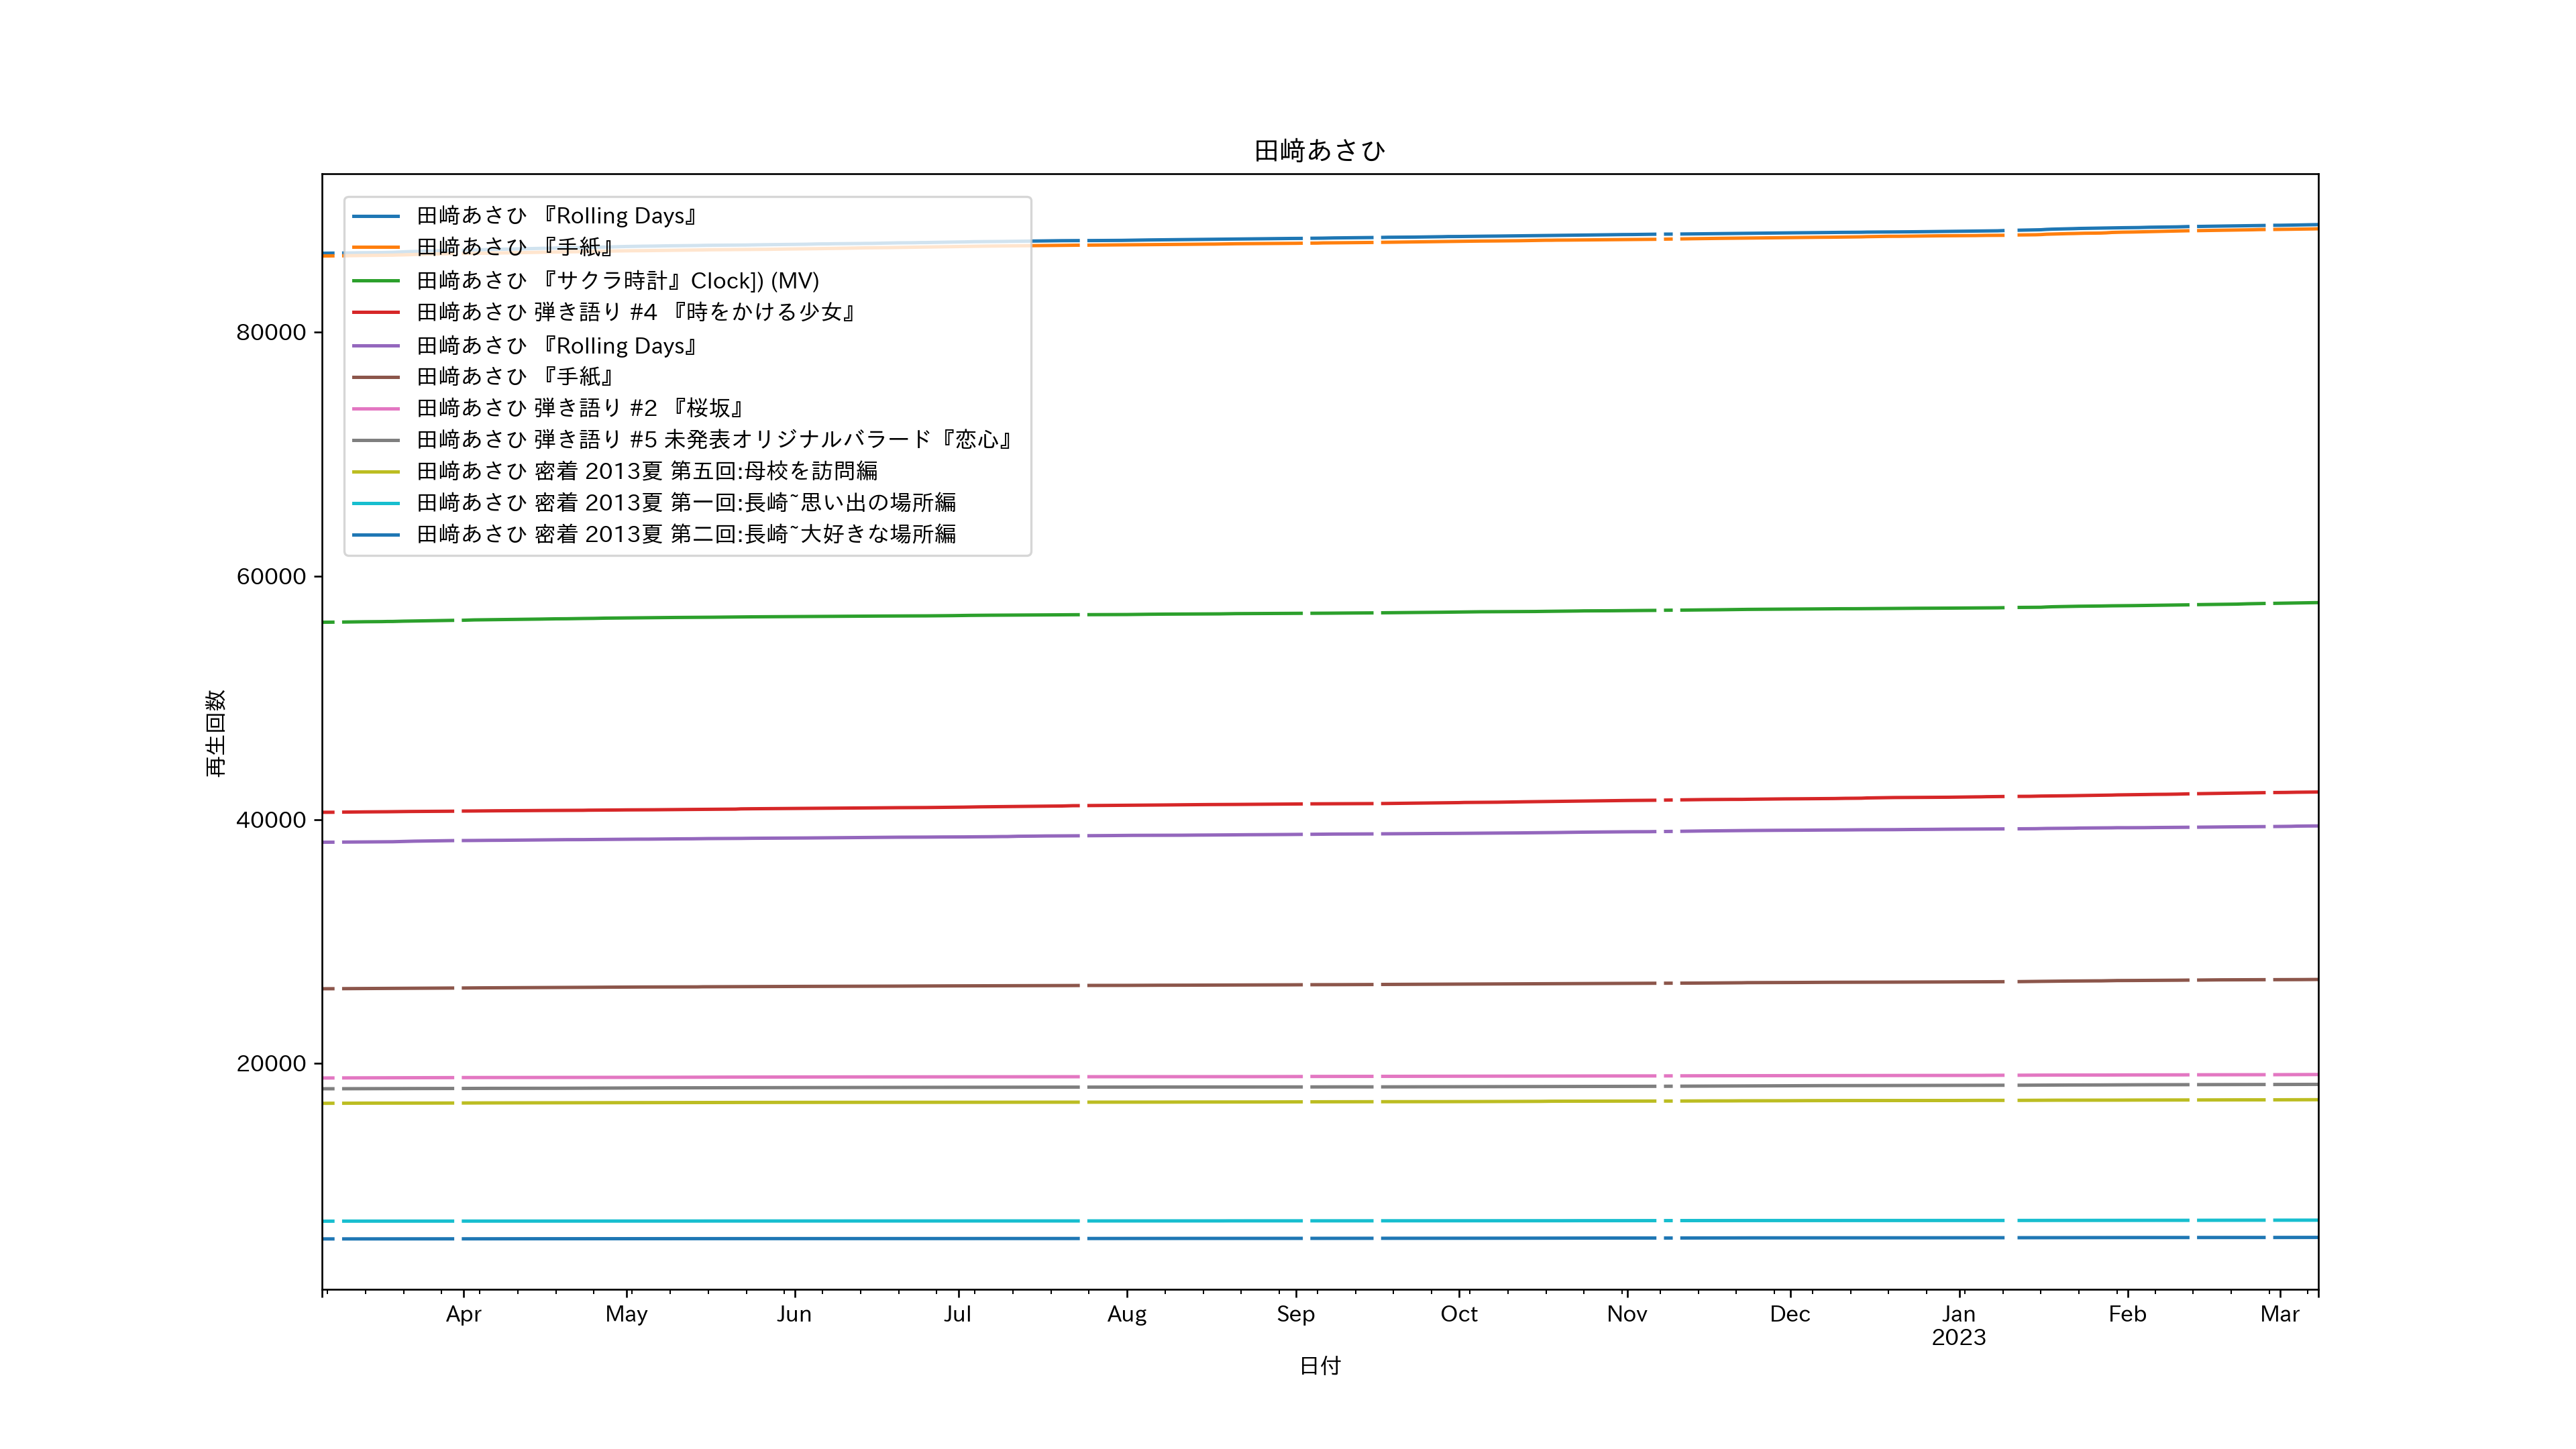 田﨑あさひ
田﨑あさひ 『Rolling Days』
田﨑あさひ 『手紙』
田﨑あさひ 『サクラ時計』Clock]) (MV)
田﨑あさひ 弾き語り #4 『時をかける少女』
田﨑あさひ 『Rolling Days』
田﨑あさひ 『手紙』
田﨑あさひ 弾き語り #2 『桜坂』
田﨑あさひ 弾き語り #5 未発表オリジナルバラード『恋心』
田﨑あさひ 密着 2013夏 第五回:母校を訪問編
田﨑あさひ 密着 2013夏 第一回:長崎~思い出の場所編
田﨑あさひ 密着 2013夏 第二回:長崎~大好きな場所編
80000
60000
40000
20000
再生回数
Apr May Jun Jul Aug Sep Oct Nov Dec Jan Feb Mar
2023
日付